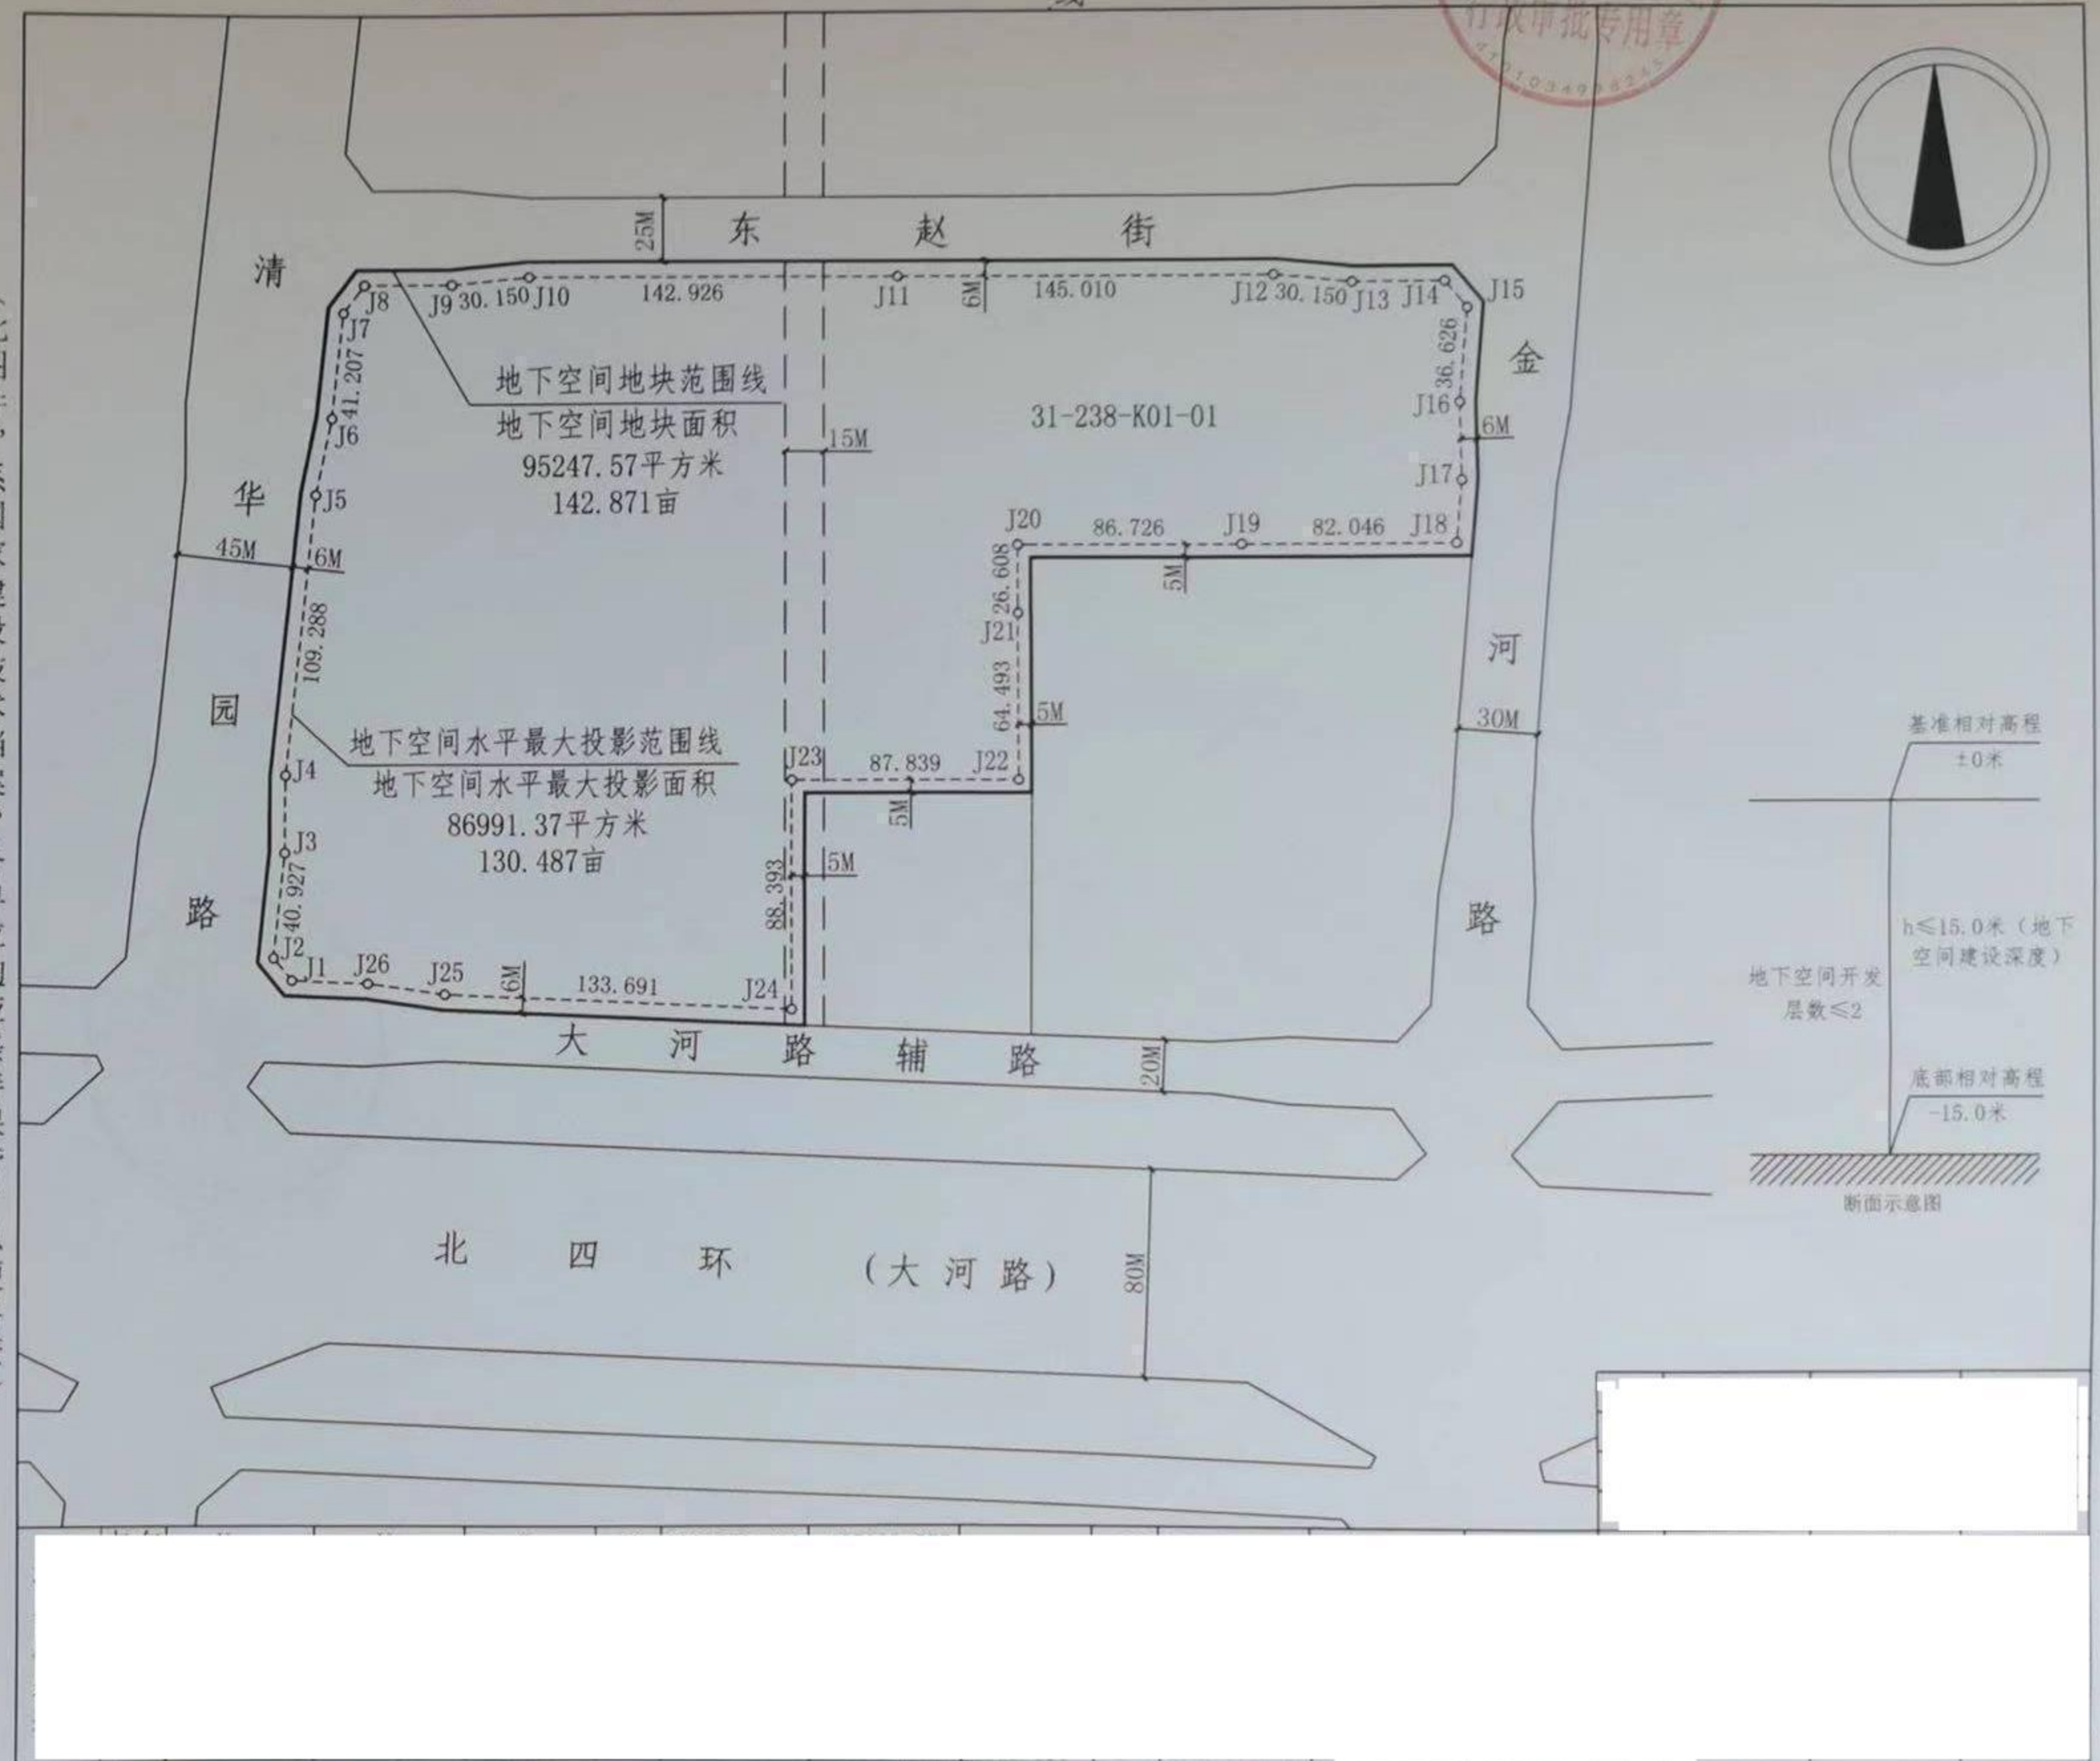 行政审批专用章
25M
东赵街
清华园路
金河路
J8
J9
30.150
J10
142.926
J11
6M
145.010
J12
30.150
J13
J14
J15
J7
41.207
J6
J5
36.626
J16
6M
J17
地下空间地块范围线
地下空间地块面积
95247.57平方米
142.871亩
15M
31-238-K01-01
45M
6M
109.288
J20
86.726
J19
82.046
J18
5M
26.608
J21
64.493
5M
30M
地下空间水平最大投影范围线
地下空间水平最大投影面积
86991.37平方米
130.487亩
J4
J3
40.927
J2
J1
J26
J25
6M
133.691
J24
J23
87.839
J22
5M
88.393
5M
大河路辅路
20M
北四环(大河路)
80M
基准相对高程
±0米
h≤15.0米(地下
空间建设深度)
地下空间开发
层数≤2
底部相对高程
-15.0米
断面示意图